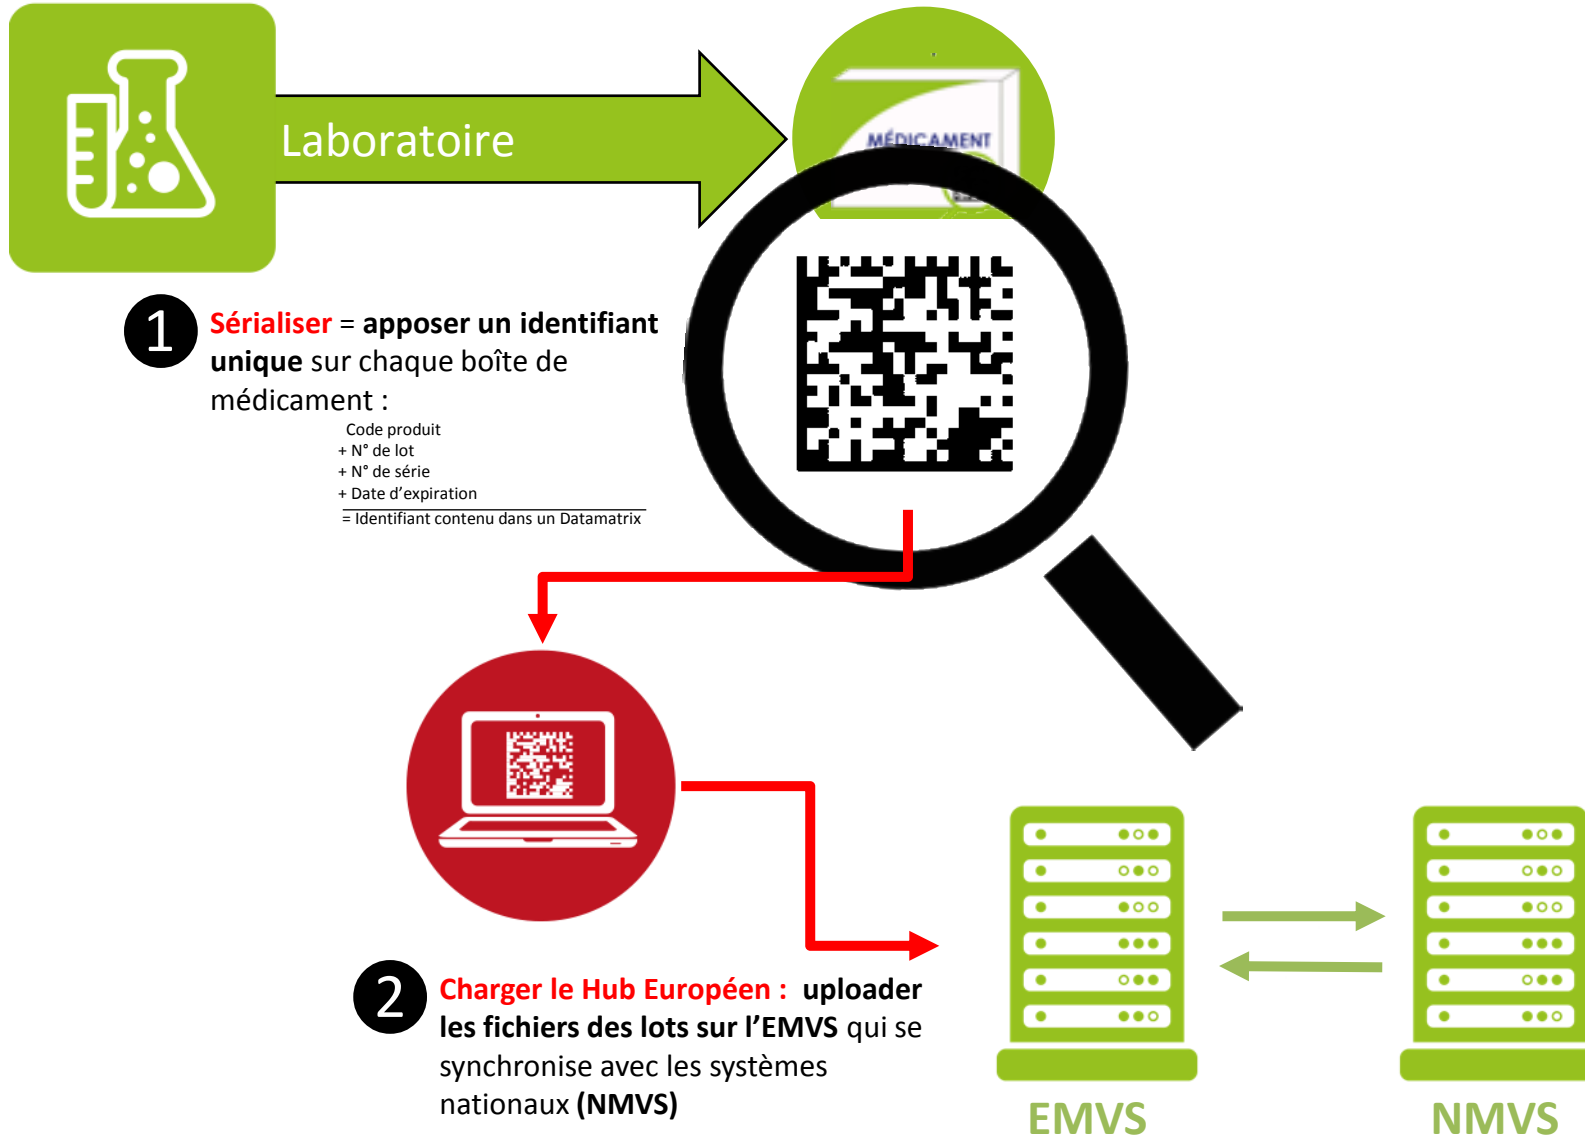 Laboratoire
MÉDICAMENT
1
Sérialiser = apposer un identifiant
unique sur chaque boîte de
médicament :
Code produit
+ N° de lot
+ N° de série
+ Date d’expiration
= Identifiant contenu dans un Datamatrix
2
Charger le Hub Européen : uploader
les fichiers des lots sur l’EMVS qui se
synchronise avec les systèmes
nationaux (NMVS)
EMVS
NMVS